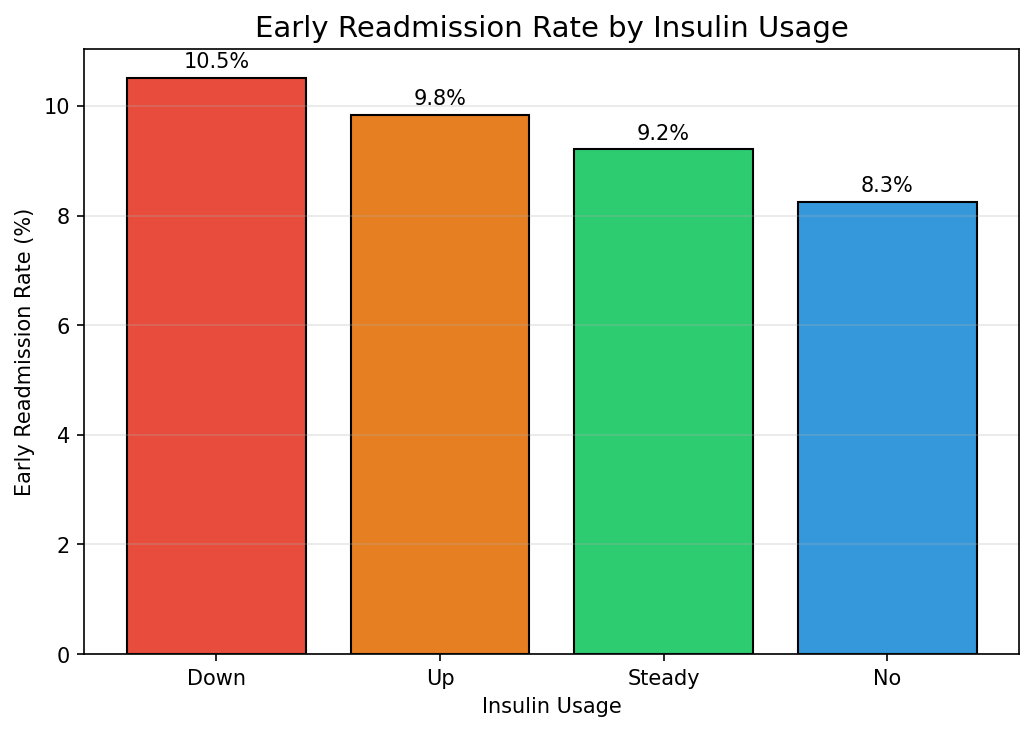 Early Readmission Rate by Insulin Usage
10.5%
9.8%
9.2%
8.3%
10
8
6
4
2
0
Early Readmission Rate (%)
Down
Up
Steady
No
Insulin Usage